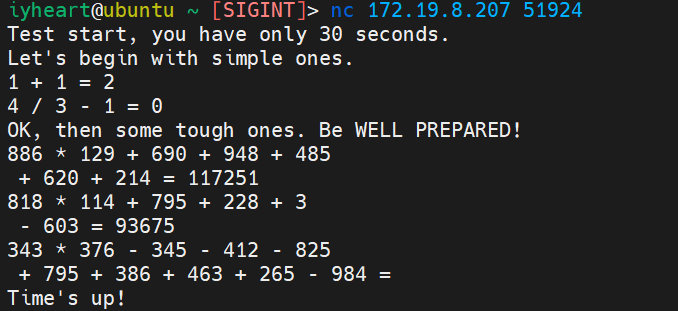 iyheart@ubuntu ~ [SIGINT]> nc 172.19.8.207 51924
Test start, you have only 30 seconds.
Let's begin with simple ones.
1 + 1 = 2
4 / 3 - 1 = 0
OK, then some tough ones. Be WELL PREPARED!
886 * 129 + 690 + 948 + 485
 + 620 + 214 = 117251
818 * 114 + 795 + 228 + 3
 - 603 = 93675
343 * 376 - 345 - 412 - 825
 + 795 + 386 + 463 + 265 - 984 =
Time's up!